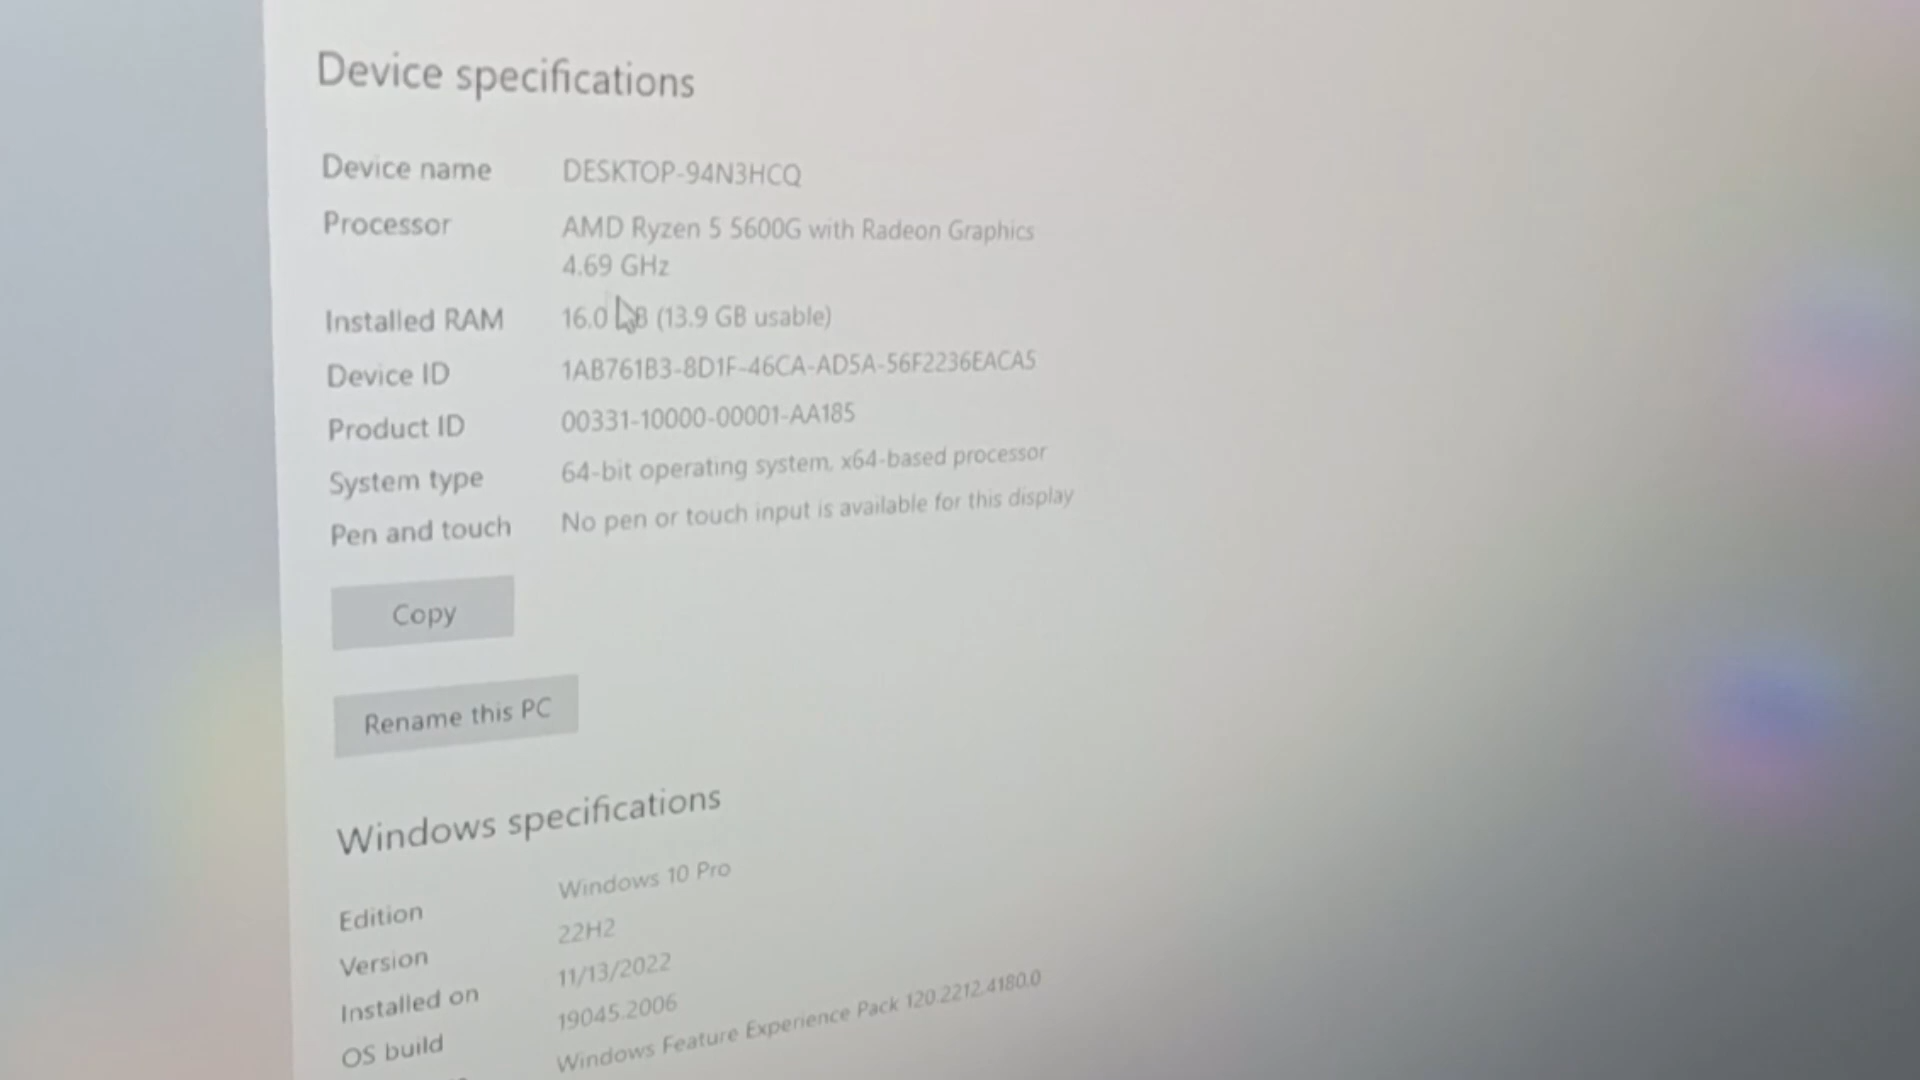 Device specifications
Device name DESKTOP-94N3HCQ
Processor AMD Ryzen 5 5600G with Radeon Graphics
4.69 GHz
Installed RAM 16.0 GB (13.9 GB usable)
Device ID 1AB761B3-8D1F-46CA-AD5A-56F2236EACA5
Product ID 00331-10000-00001-AA185
System type 64-bit operating system, x64-based processor
Pen and touch No pen or touch input is available for this display
Copy
Rename this PC
Windows specifications
Edition Windows 10 Pro
Version 22H2
Installed on 11/13/2022
OS build 19045.2006
Windows Feature Experience Pack 120.2212.4180.0